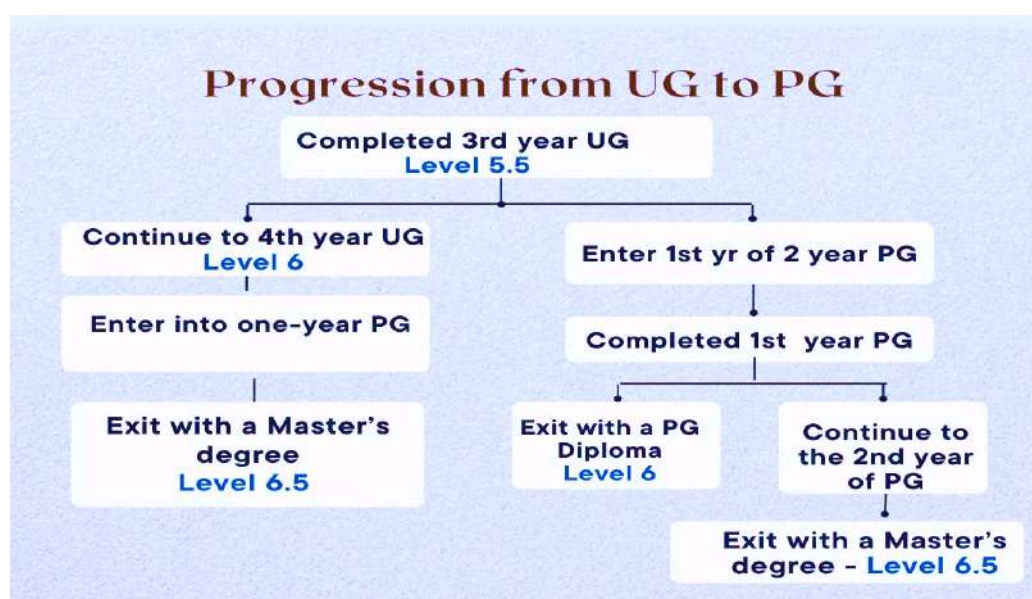 Progression from UG to PG
Completed 3rd year UG
Level 5.5
Continue to 4th year UG
Level 6
Enter into one-year PG
Exit with a Master's
degree
Level 6.5
Enter 1st yr of 2 year PG
Completed 1st year PG
Exit with a PG
Diploma
Level 6
Continue to
the 2nd year
of PG
Exit with a Master's
degree - Level 6.5